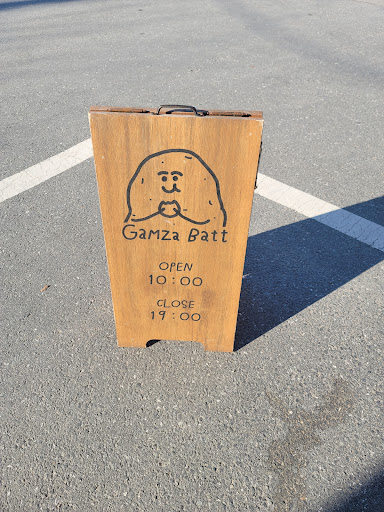 Gamza Batt
OPEN
10:00
CLOSE
19:00